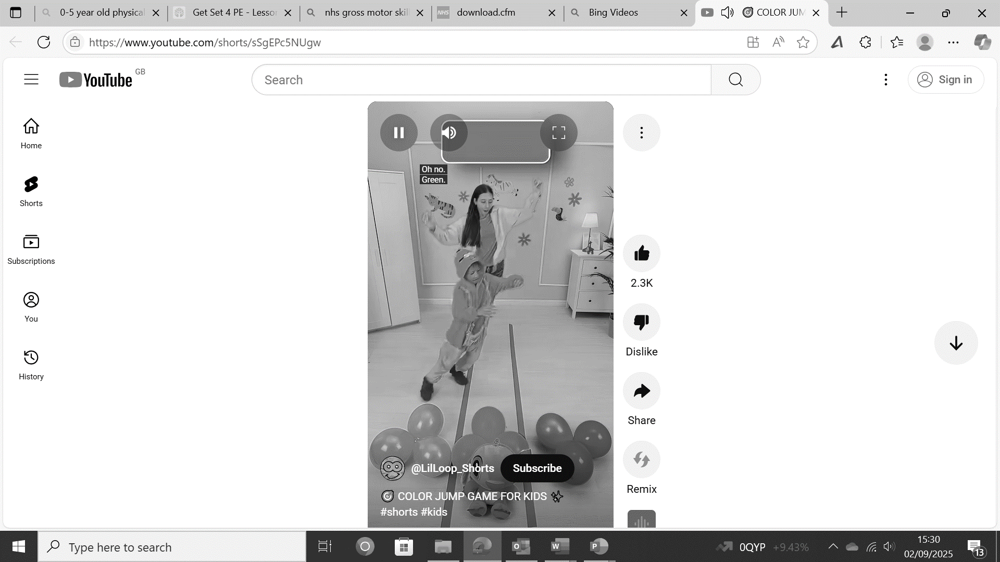 0-5 year old physical
Get Set 4 PE - Lesso
nhs gross motor skil
NHS
download.cfm
Bing Videos
COLOR JUM
https://www.youtube.com/shorts/sSgEPc5NUgw
YouTube GB
Search
Sign in
Home
Shorts
Subscriptions
You
History
Oh no.
Green.
2.3K
Dislike
Share
Remix
@LilLoop_Shorts
Subscribe
COLOR JUMP GAME FOR KIDS
#shorts #kids
Type here to search
0QYP +9.43%
15:30
02/09/2025
13